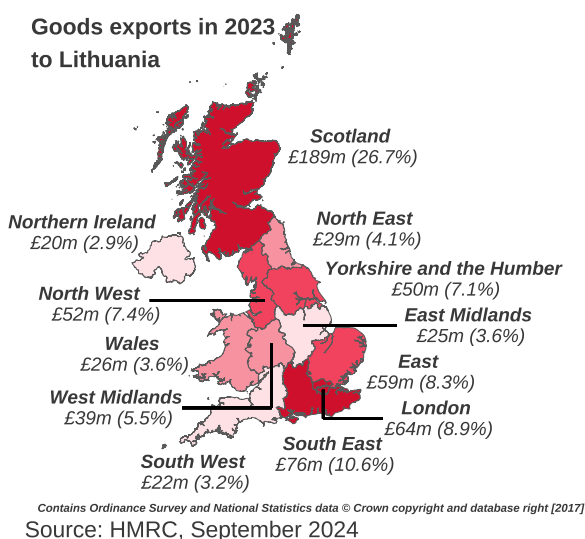 Goods exports in 2023
to Lithuania
Scotland
£189m (26.7%)
Northern Ireland
£20m (2.9%)
North East
£29m (4.1%)
Yorkshire and the Humber
£50m (7.1%)
North West
£52m (7.4%)
East Midlands
£25m (3.6%)
Wales
£26m (3.6%)
East
£59m (8.3%)
West Midlands
£39m (5.5%)
London
£64m (8.9%)
South East
£76m (10.6%)
South West
£22m (3.2%)
Contains Ordinance Survey and National Statistics data © Crown copyright and database right [2017]
Source: HMRC, September 2024